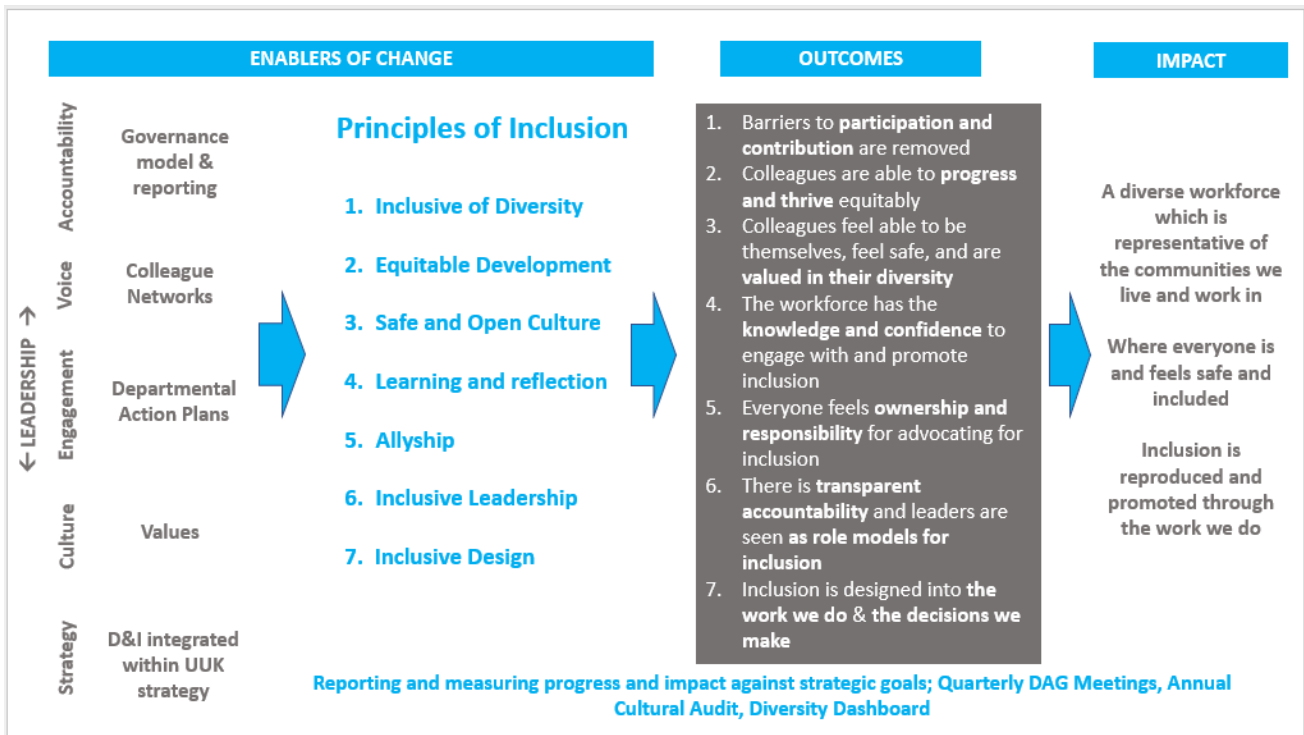 ENABLERS OF CHANGE
OUTCOMES
IMPACT
← LEADERSHIP →
Accountability
Governance
model &
reporting
Voice
Colleague
Networks
Engagement
Departmental
Action Plans
Culture
Values
Strategy
D&I integrated
within UUK
strategy
Principles of Inclusion
1. Inclusive of Diversity
2. Equitable Development
3. Safe and Open Culture
4. Learning and reflection
5. Allyship
6. Inclusive Leadership
7. Inclusive Design
1. Barriers to participation and
contribution are removed
2. Colleagues are able to progress
and thrive equitably
3. Colleagues feel able to be
themselves, feel safe, and are
valued in their diversity
4. The workforce has the
knowledge and confidence to
engage with and promote
inclusion
5. Everyone feels ownership and
responsibility for advocating for
inclusion
6. There is transparent
accountability and leaders are
seen as role models for
inclusion
7. Inclusion is designed into the
work we do & the decisions we
make
A diverse workforce
which is
representative of
the communities we
live and work in
Where everyone is
and feels safe and
included
Inclusion is
reproduced and
promoted through
the work we do
Reporting and measuring progress and impact against strategic goals; Quarterly DAG Meetings, Annual
Cultural Audit, Diversity Dashboard